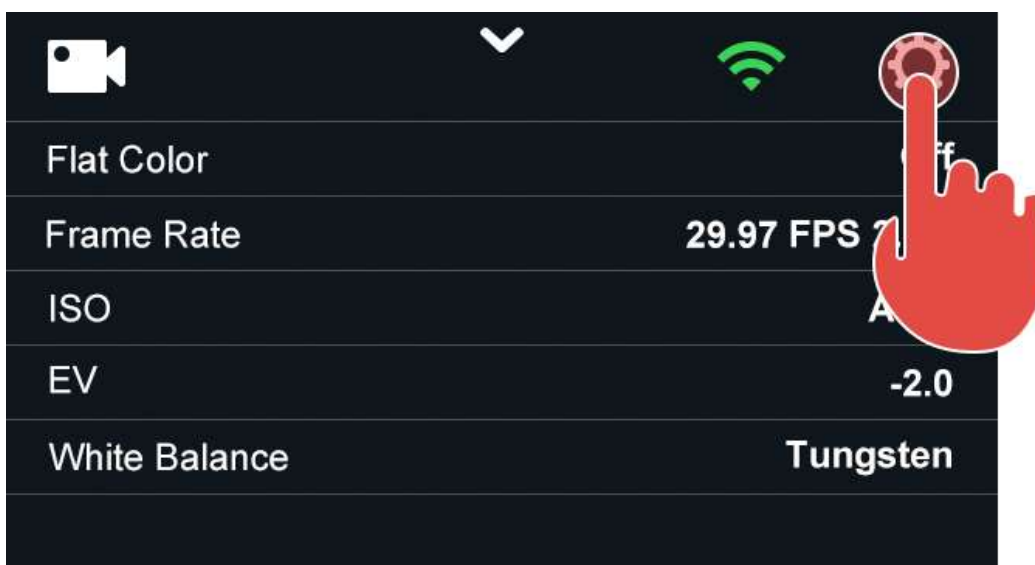 Flat Color
Frame Rate 29.97 FPS
ISO
EV -2.0
White Balance Tungsten